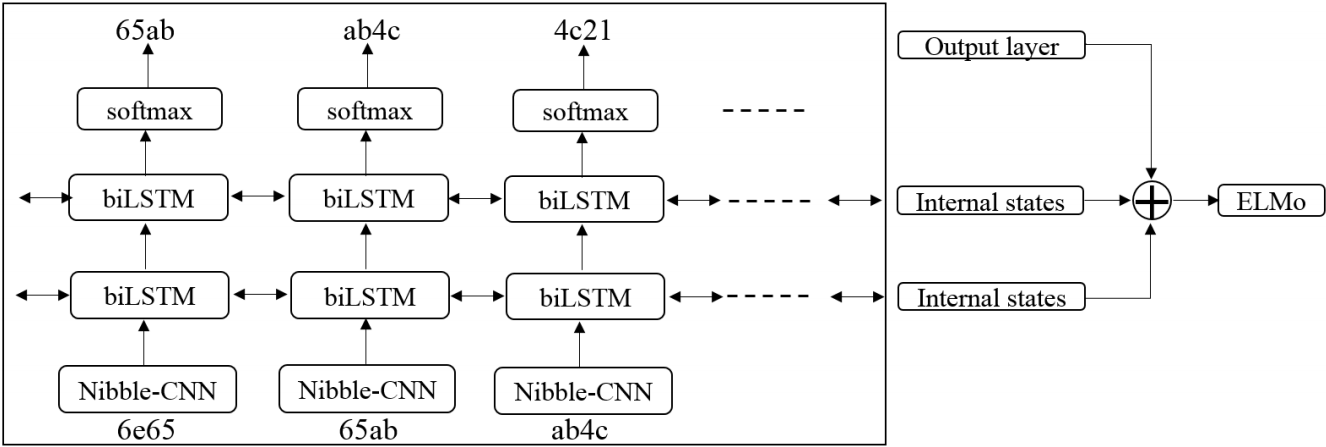 65ab ab4c 4c21
Output layer
softmax softmax softmax
biLSTM biLSTM biLSTM
Internal states
ELMo
biLSTM biLSTM biLSTM
Internal states
Nibble-CNN Nibble-CNN Nibble-CNN
6e65 65ab ab4c